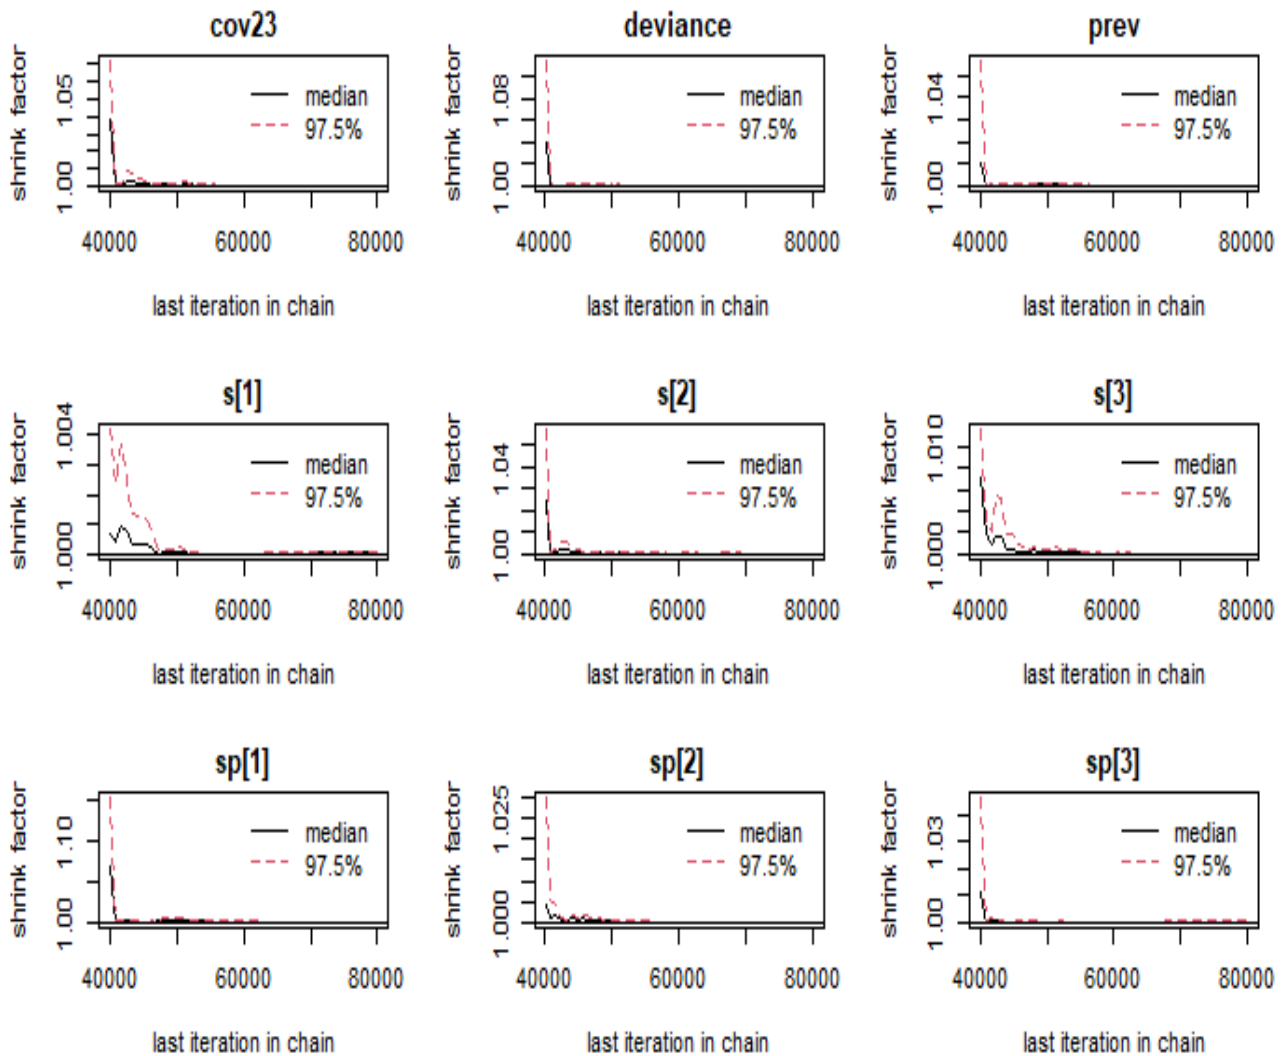 cov23
deviance
prev
shrink factor
1.00 1.05
median
97.5%
40000 60000 80000
last iteration in chain
shrink factor
1.00 1.08
median
97.5%
40000 60000 80000
last iteration in chain
shrink factor
1.00 1.04
median
97.5%
40000 60000 80000
last iteration in chain
s[1]
s[2]
s[3]
shrink factor
1.000 1.004
median
97.5%
40000 60000 80000
last iteration in chain
shrink factor
1.00 1.04
median
97.5%
40000 60000 80000
last iteration in chain
shrink factor
1.000 1.010
median
97.5%
40000 60000 80000
last iteration in chain
sp[1]
sp[2]
sp[3]
shrink factor
1.00 1.10
median
97.5%
40000 60000 80000
last iteration in chain
shrink factor
1.000 1.025
median
97.5%
40000 60000 80000
last iteration in chain
shrink factor
1.00 1.03
median
97.5%
40000 60000 80000
last iteration in chain